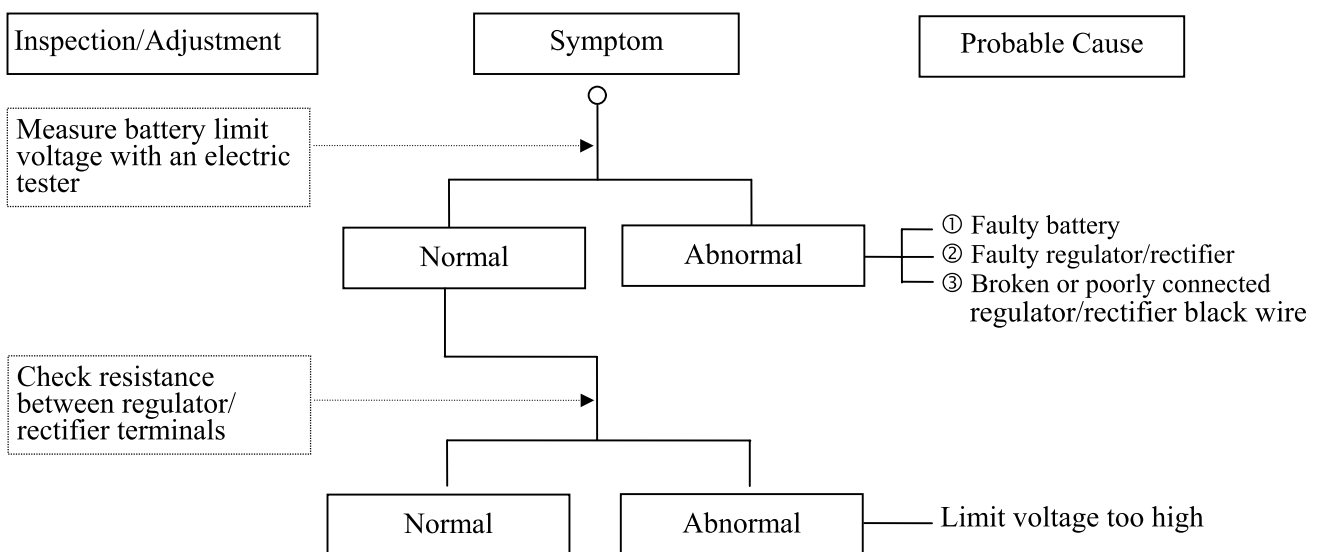 Inspection/Adjustment
Symptom
Probable Cause
Measure battery limit
voltage with an electric
tester
Normal
Abnormal
① Faulty battery
② Faulty regulator/rectifier
③ Broken or poorly connected
regulator/rectifier black wire
Check resistance
between regulator/
rectifier terminals
Normal
Abnormal
Limit voltage too high